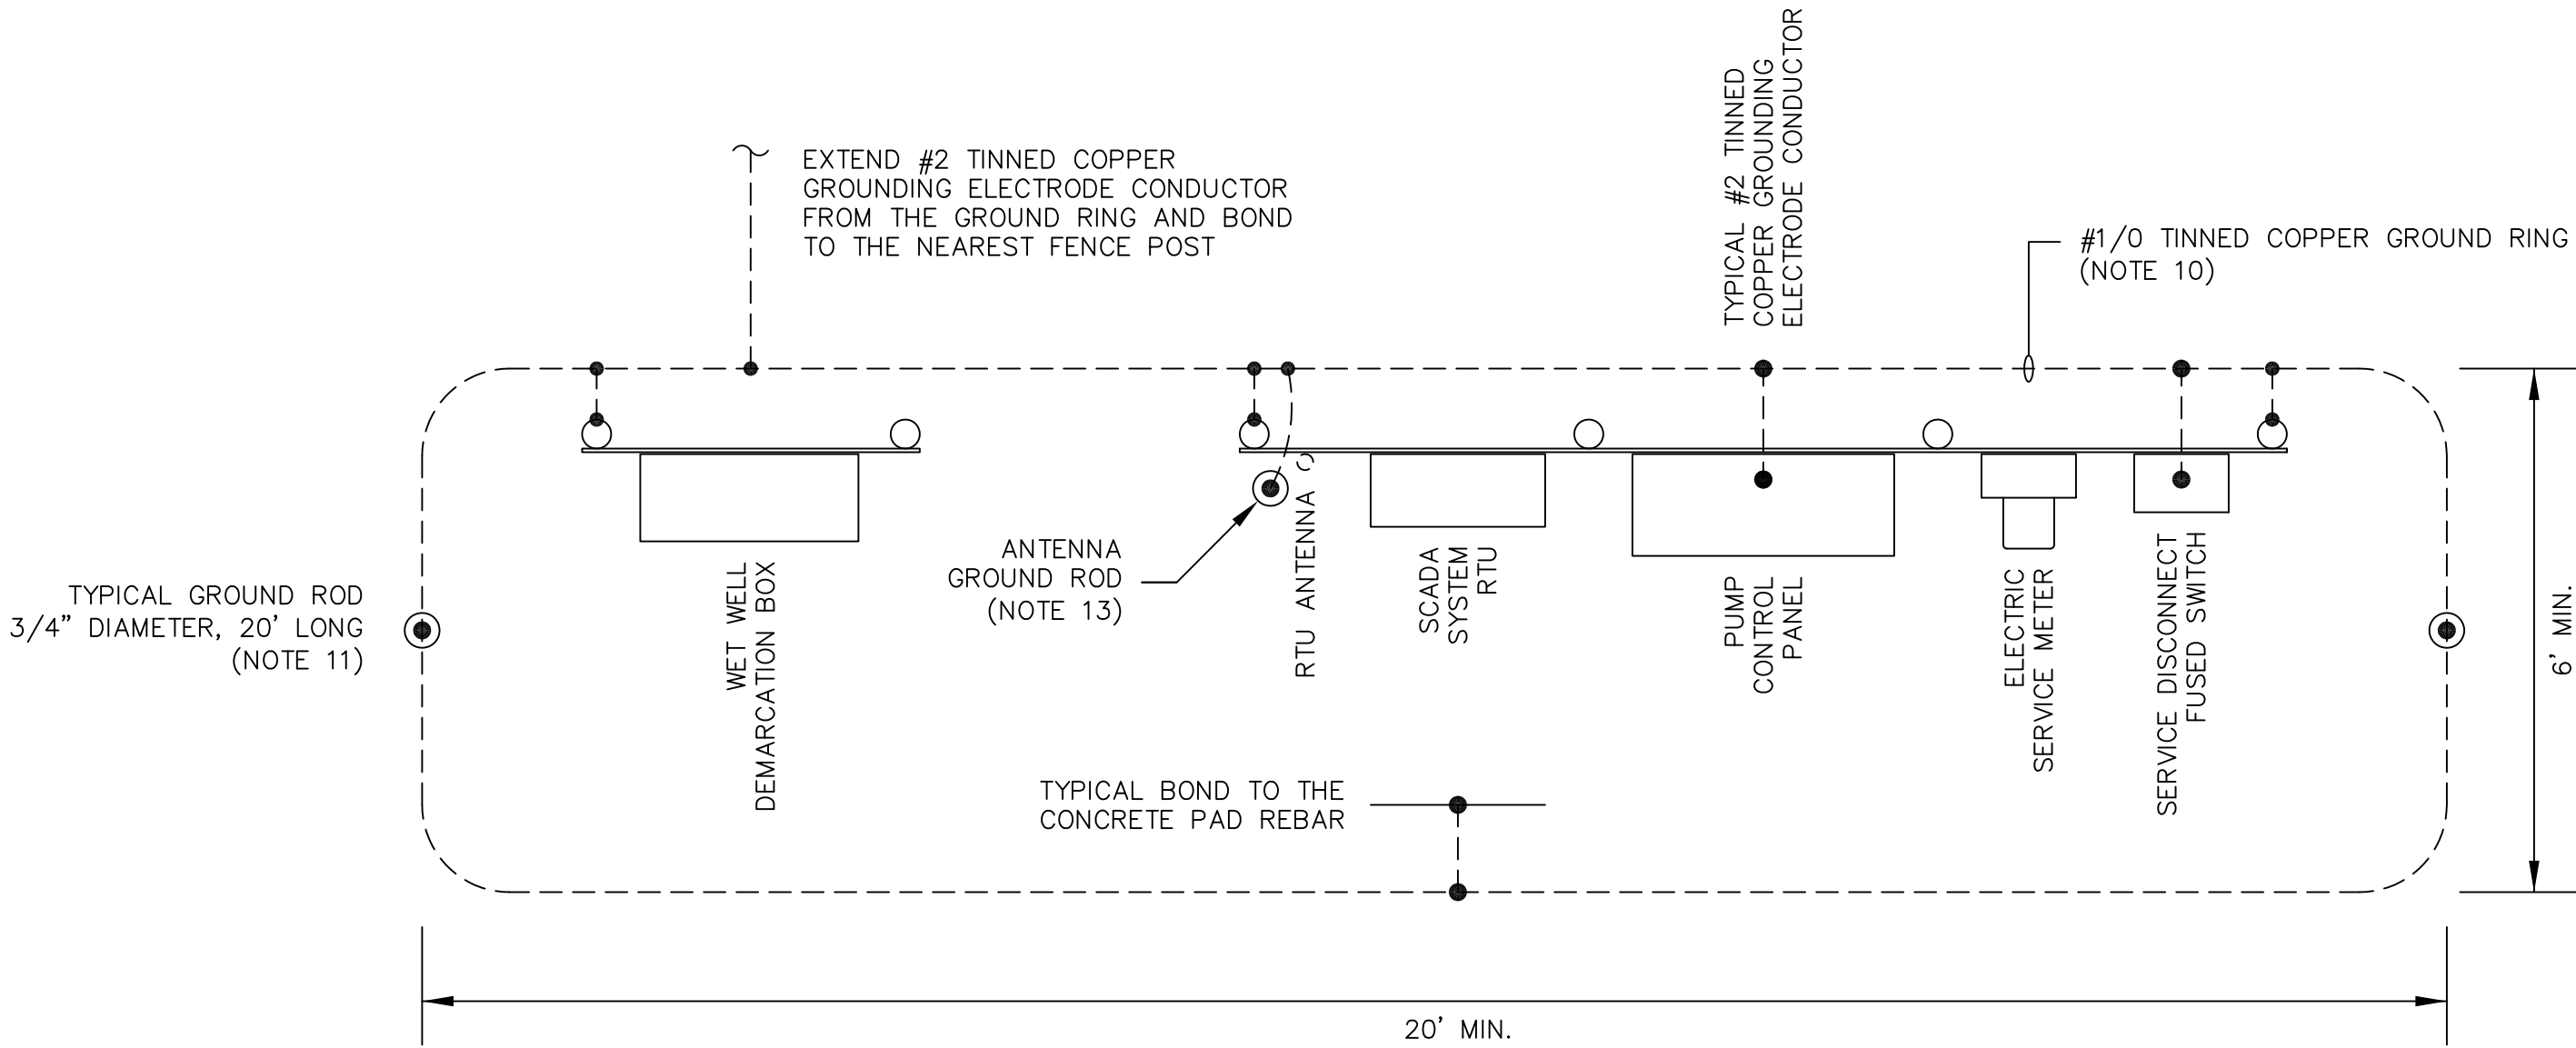 EXTEND #2 TINNED COPPER
GROUNDING ELECTRODE CONDUCTOR
FROM THE GROUND RING AND BOND
TO THE NEAREST FENCE POST
TYPICAL #2 TINNED
COPPER GROUNDING
ELECTRODE CONDUCTOR
#1/0 TINNED COPPER GROUND RING
(NOTE 10)
TYPICAL GROUND ROD
3/4" DIAMETER, 20' LONG
(NOTE 11)
WET WELL
DEMARCATION BOX
ANTENNA
GROUND ROD
(NOTE 13)
RTU ANTENNA
SCADA
SYSTEM
RTU
PUMP
CONTROL
PANEL
ELECTRIC
SERVICE METER
SERVICE DISCONNECT
FUSED SWITCH
6' MIN.
TYPICAL BOND TO THE
CONCRETE PAD REBAR
20' MIN.